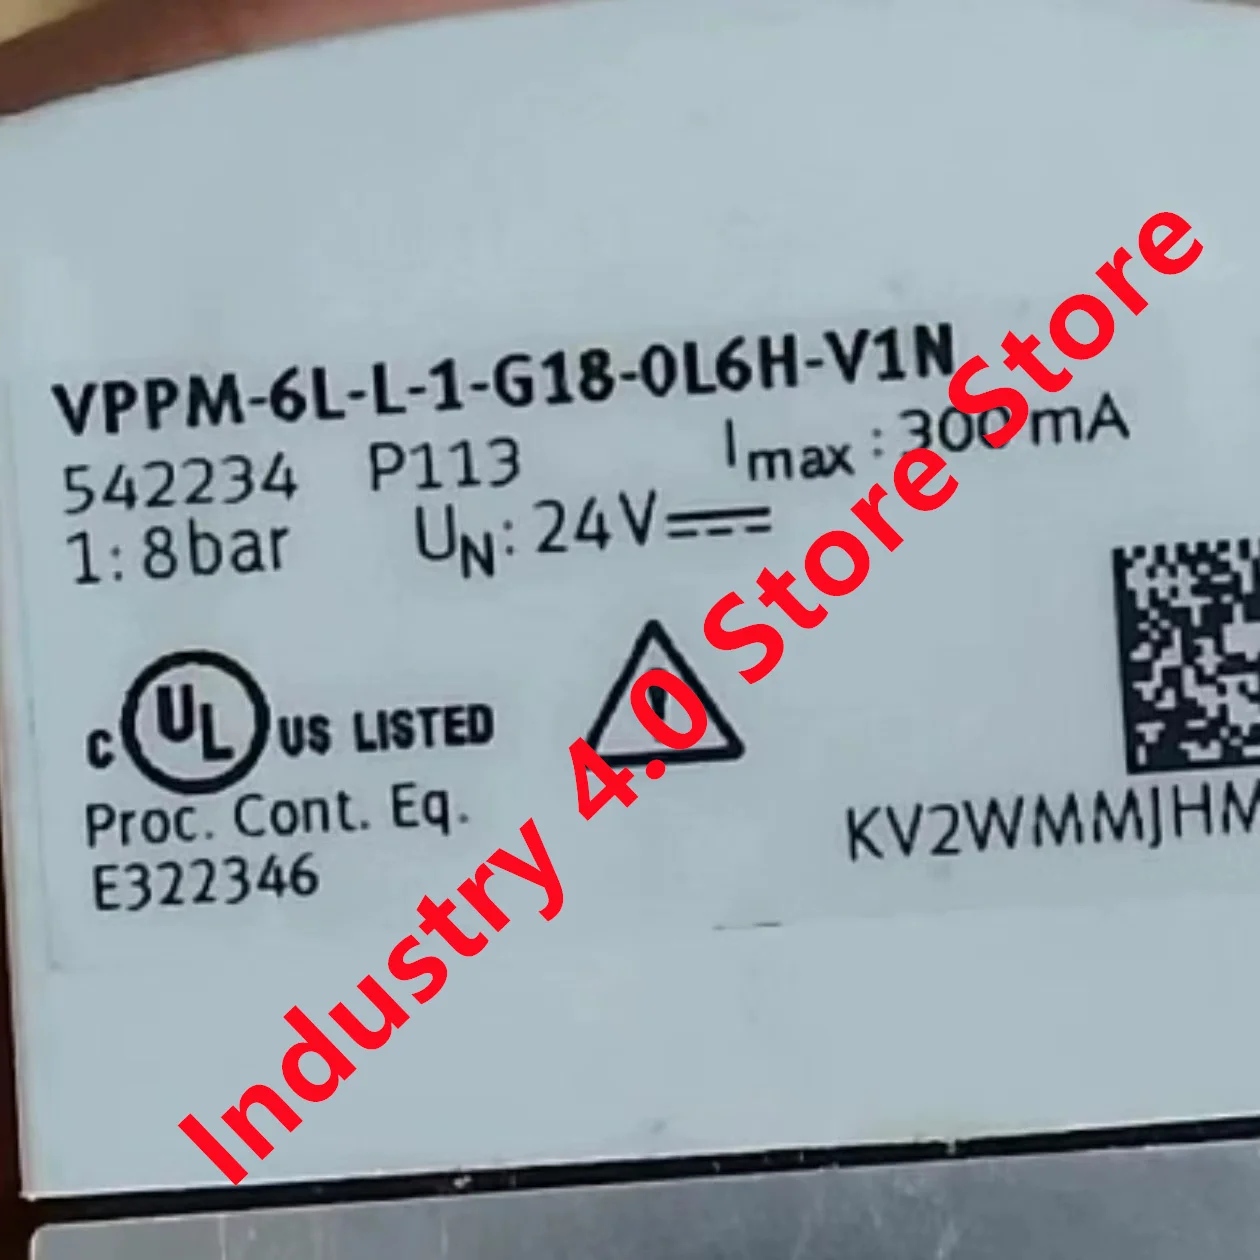 VPPM-6L-L-1-G18-0L6H-V1N
542234 P113 Imax : 300 mA
1: 8bar UN: 24V
C UL US LISTED
Proc. Cont. Eq.
E322346
KV2WMMJHM
Industry 4.0 Store Store